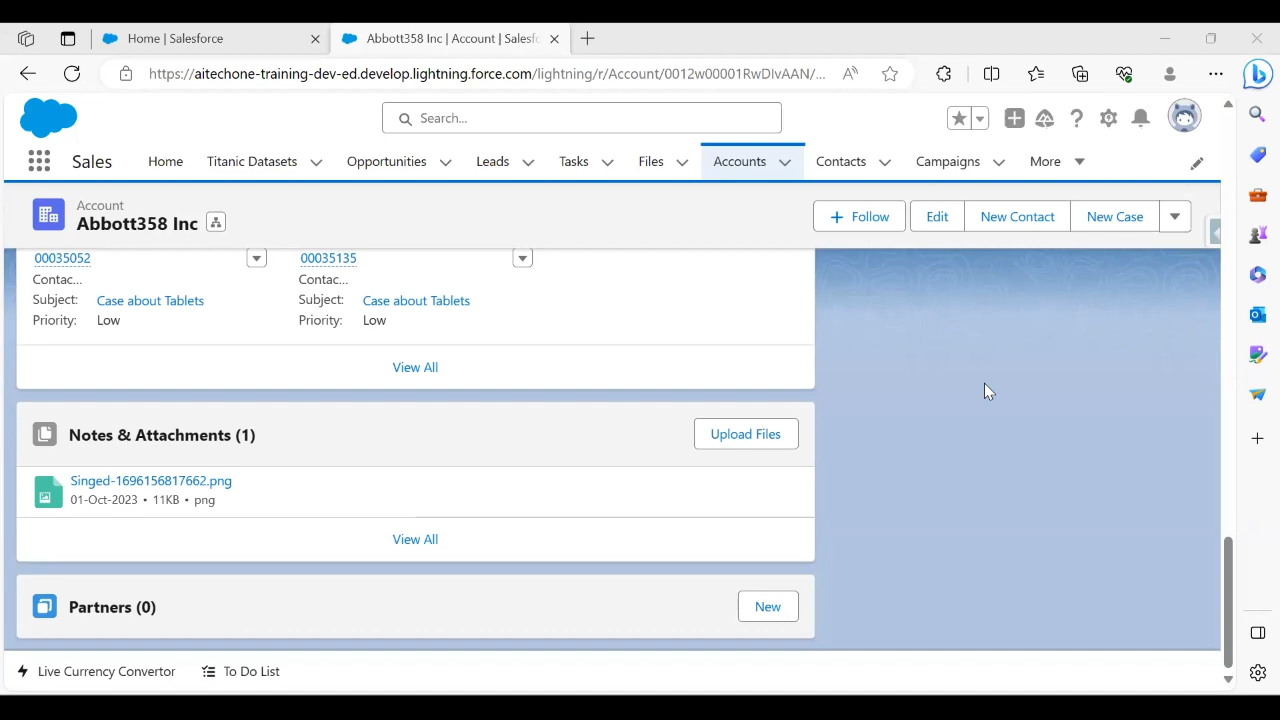 Home | Salesforce
Abbott358 Inc | Account | Salesf
https://aitechone-training-dev-ed.develop.lightning.force.com/lightning/r/Account/0012w00001RwDIvAAN/...
Search...
Sales
Home
Titanic Datasets
Opportunities
Leads
Tasks
Files
Accounts
Contacts
Campaigns
More
Account
Abbott358 Inc
Follow
Edit
New Contact
New Case
00035052
00035135
Contac...
Contac...
Subject: Case about Tablets
Subject: Case about Tablets
Priority: Low
Priority: Low
View All
Notes & Attachments (1)
Upload Files
Singed-1696156817662.png
01-Oct-2023 • 11KB • png
View All
Partners (0)
New
Live Currency Convertor
To Do List